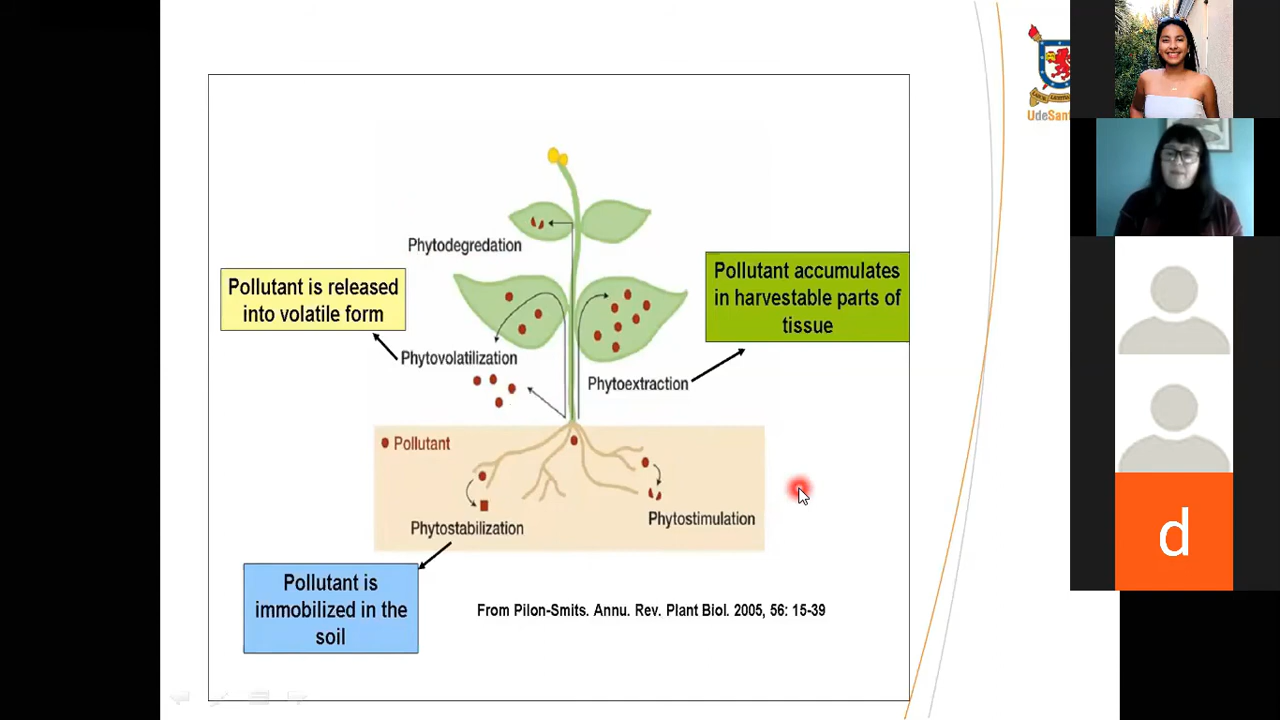 UdeSant
Phytodegredation
Pollutant is released
into volatile form
Pollutant accumulates
in harvestable parts of
tissue
Phytovolatilization
Phytoextraction
Pollutant
Phytostabilization
Phytostimulation
Pollutant is
immobilized in the
soil
From Pilon-Smits. Annu. Rev. Plant Biol. 2005, 56: 15-39
d